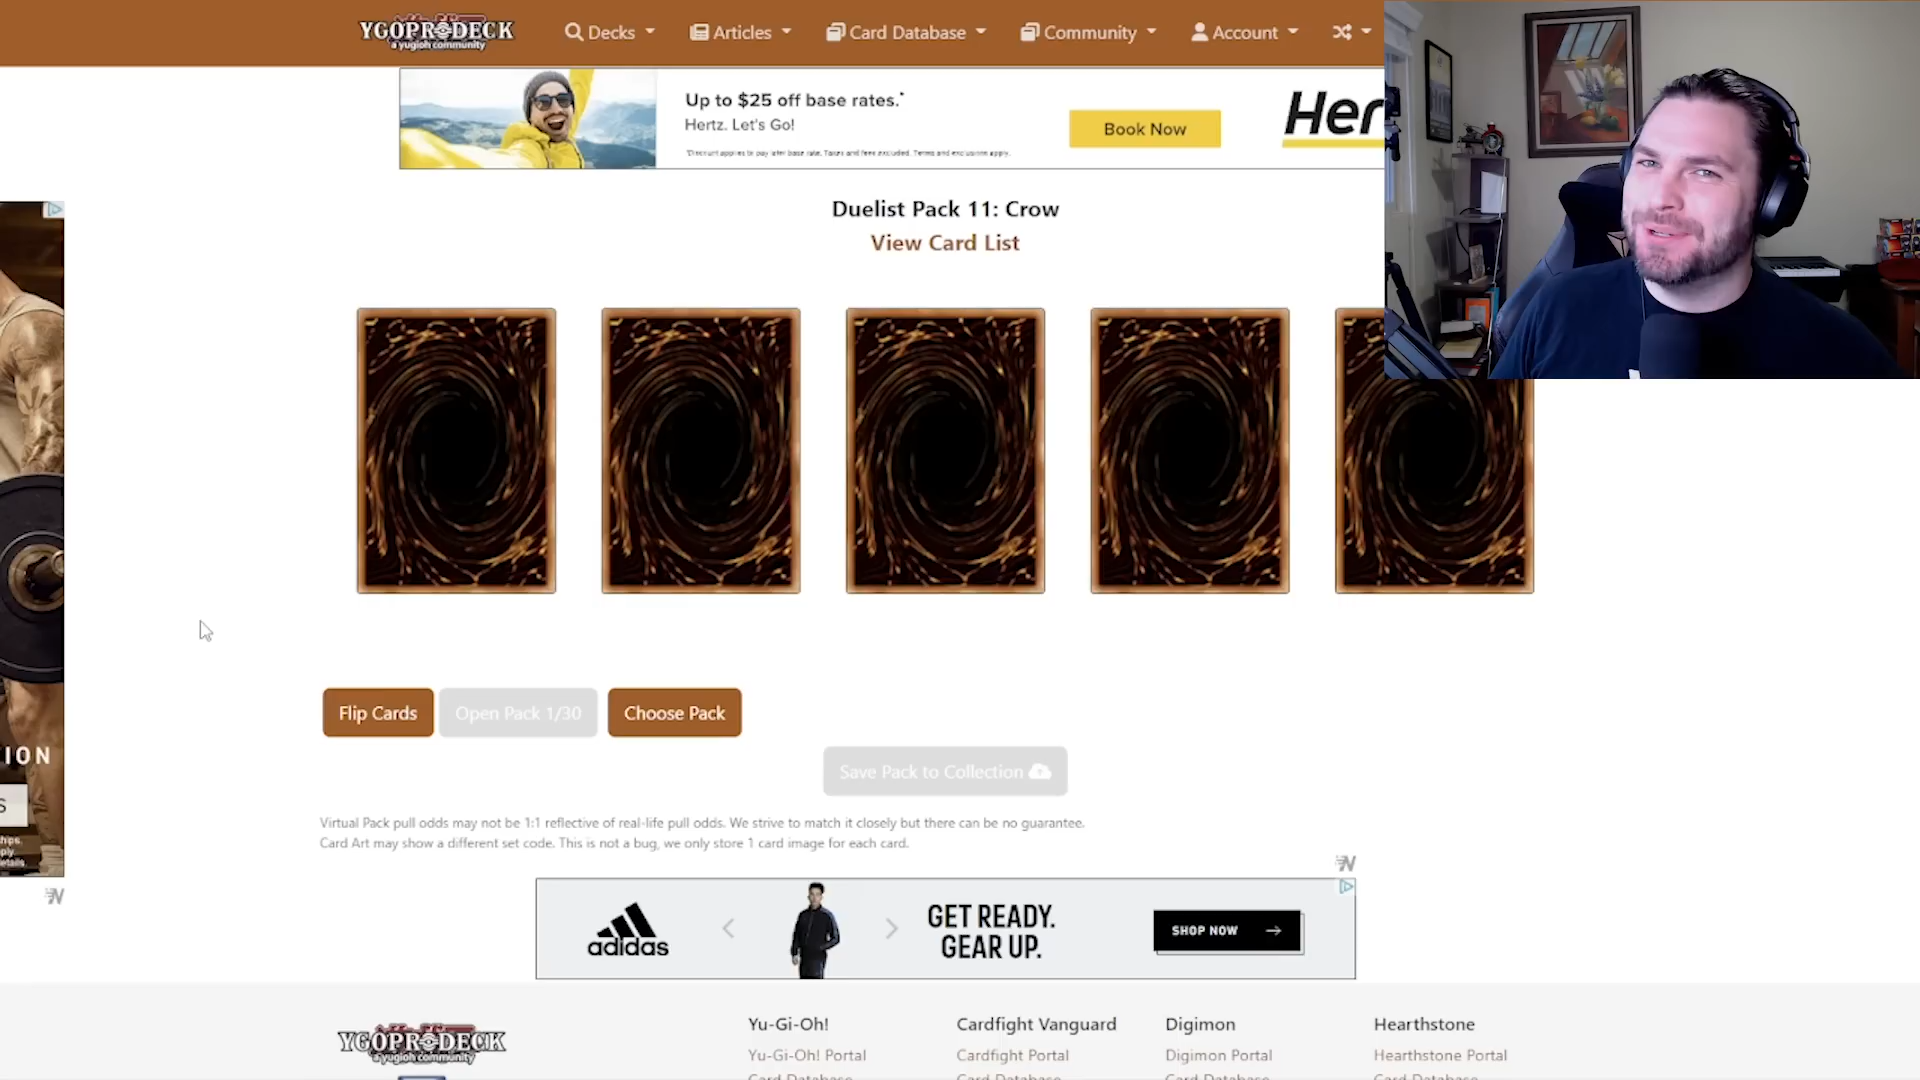 YGOPRODECK
a yugioh community
Decks
Articles
Card Database
Community
Account
Up to $25 off base rates.*
Hertz. Let's Go!
*Discount applies to pay later base rate. Taxes and fees excluded. Terms and exclusions apply.
Book Now
Her
Duelist Pack 11: Crow
View Card List
ION
S
Flip Cards
Open Pack 1/30
Choose Pack
Save Pack to Collection
Virtual Pack pull odds may not be 1:1 reflective of real-life pull odds. We strive to match it closely but there can be no guarantee.
Card Art may show a different set code. This is not a bug, we only store 1 card image for each card.
adidas
GET READY.
GEAR UP.
SHOP NOW
YGOPRODECK
a yugioh community
Yu-Gi-Oh!
Cardfight Vanguard
Digimon
Hearthstone
Yu-Gi-Oh! Portal
Cardfight Portal
Digimon Portal
Hearthstone Portal
Card Database
Card Database
Card Database
Card Database